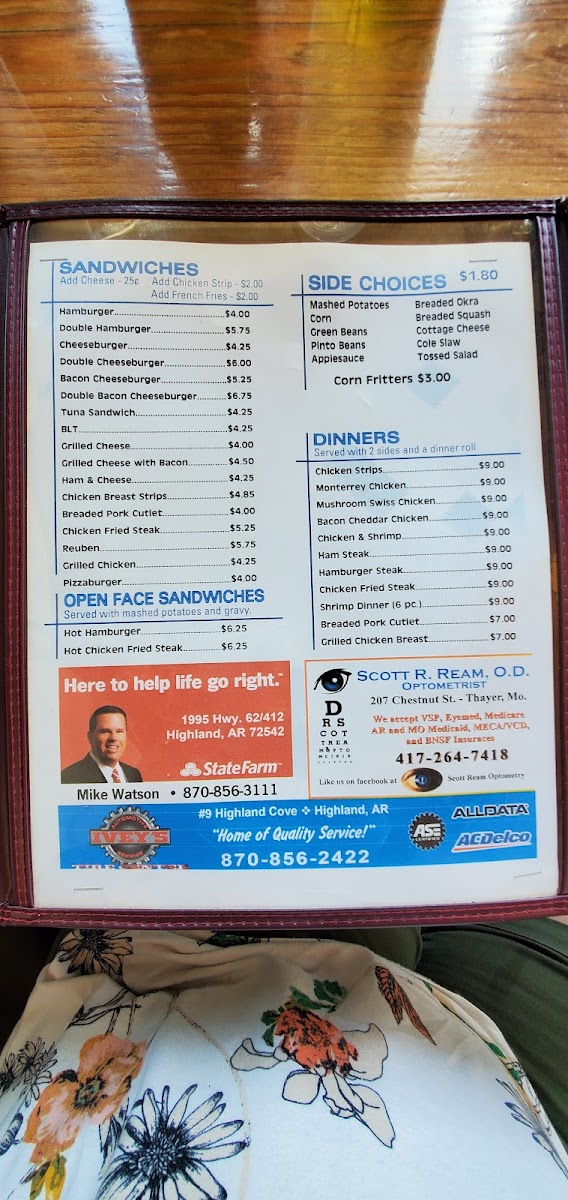 SANDWICHES
Add Cheese - 25¢ Add Chicken Strip - $2.00
Add French Fries - $2.00
Hamburger $4.00
Double Hamburger $5.75
Cheeseburger $4.25
Double Cheeseburger $6.00
Bacon Cheeseburger $5.25
Double Bacon Cheeseburger $6.75
Tuna Sandwich $4.25
BLT $4.25
Grilled Cheese $4.00
Grilled Cheese with Bacon $4.50
Ham & Cheese $4.25
Chicken Breast Strips $4.85
Breaded Pork Cutlet $4.00
Chicken Fried Steak $5.25
Reuben $5.75
Grilled Chicken $4.25
Pizzaburger $4.00
OPEN FACE SANDWICHES
Served with mashed potatoes and gravy.
Hot Hamburger $6.25
Hot Chicken Fried Steak $6.25
SIDE CHOICES $1.80
Mashed Potatoes Breaded Okra
Corn Breaded Squash
Green Beans Cottage Cheese
Pinto Beans Cole Slaw
Applesauce Tossed Salad
Corn Fritters $3.00
DINNERS
Served with 2 sides and a dinner roll
Chicken Strips $9.00
Monterrey Chicken $9.00
Mushroom Swiss Chicken $9.00
Bacon Cheddar Chicken $9.00
Chicken & Shrimp $9.00
Ham Steak $9.00
Hamburger Steak $9.00
Chicken Fried Steak $9.00
Shrimp Dinner (6 pc.) $9.00
Breaded Pork Cutlet $7.00
Grilled Chicken Breast $7.00
Here to help life go right.™
1995 Hwy. 62/412
Highland, AR 72542
State Farm™
Mike Watson • 870-856-3111
SCOTT R. REAM, O.D.
OPTOMETRIST
207 Chestnut St. - Thayer, Mo.
We accept VSP, Eyemed, Medicare
AR and MO Medicaid, MECA/VCD,
and BNSF Insuraces
417-264-7418
Like us on facebook at Scott Ream Optometry
D
R S
C O T
T R E A
AUTOMOTIVE
IVEY'S
SERVICE
TIRE CENTER
#9 Highland Cove ❖ Highland, AR
"Home of Quality Service!"
870-856-2422
ASE
CERTIFIED
ALLDATA
ACDelco